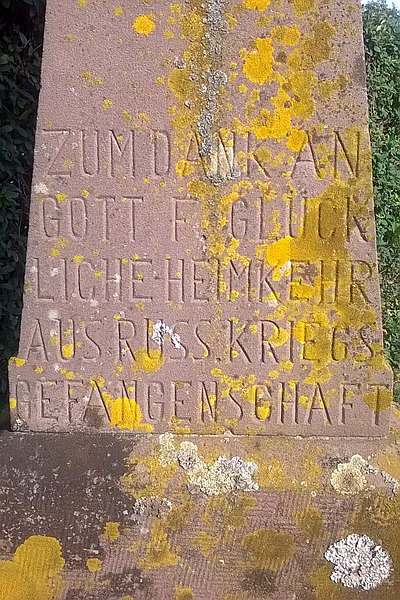 ZUM DANK AN
GOTT F. GLÜCK
LICHE·HEIMKEHR
AUS RUSS. KRIEGS
GEFANGENSCHAFT